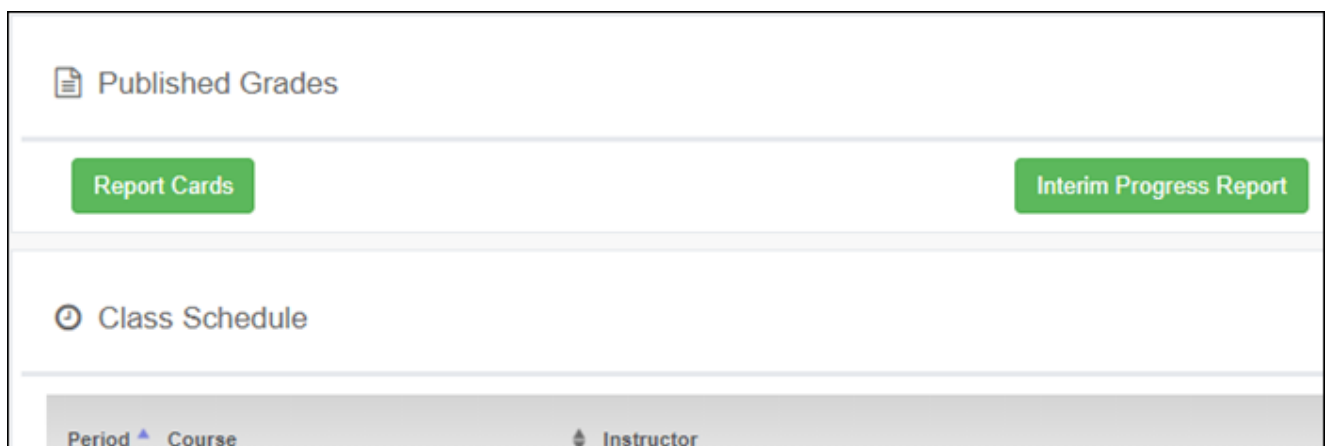 Published Grades
Report Cards Interim Progress Report
Class Schedule
Period Course Instructor